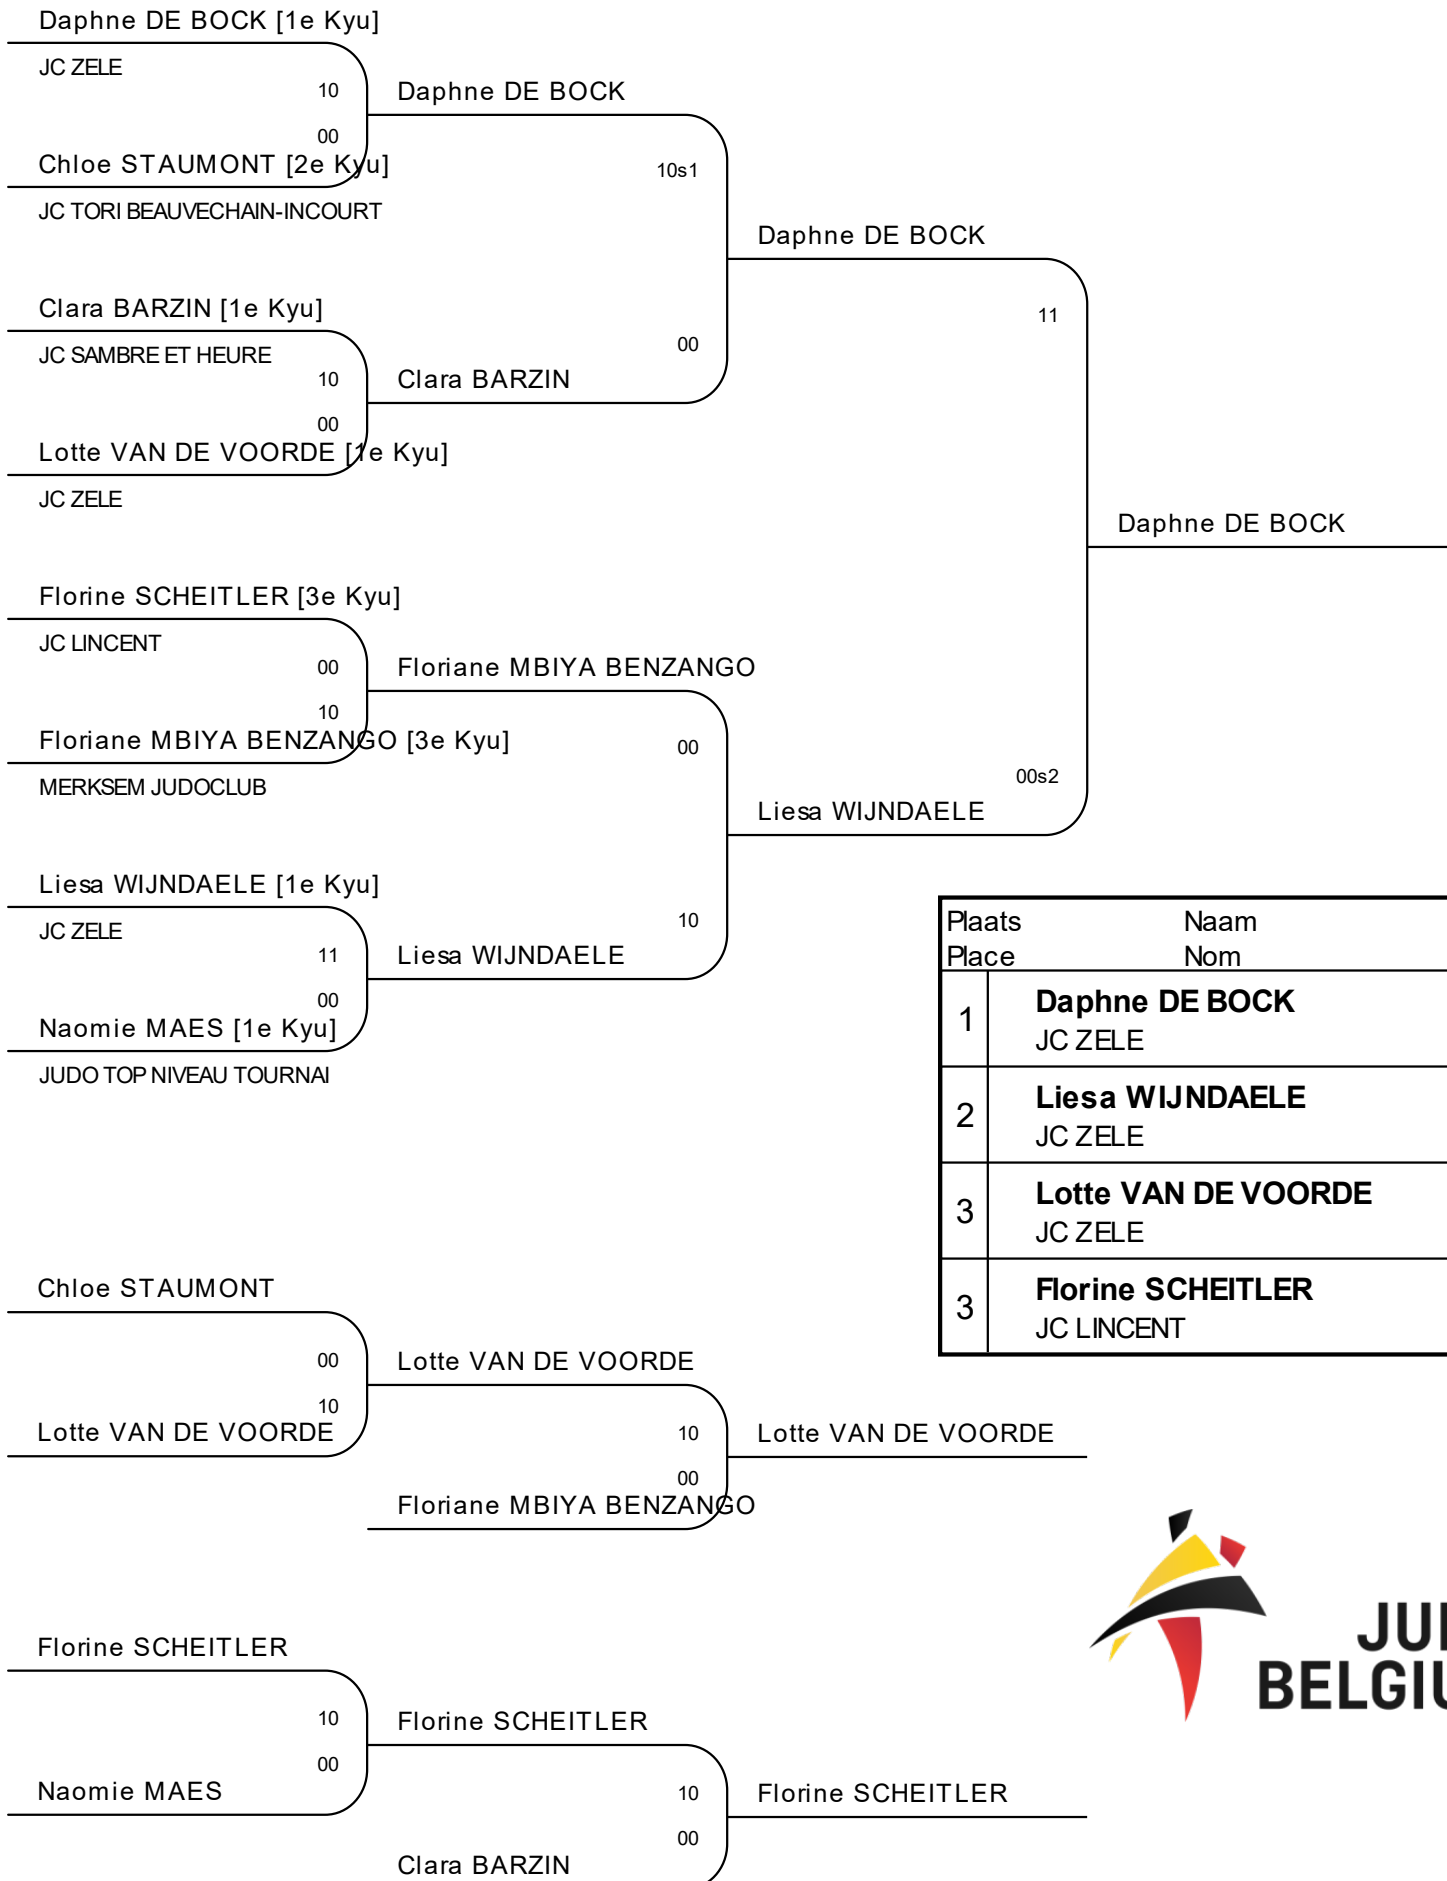 Daphne DE BOCK [1e Kyu]
JC ZELE
10
Daphne DE BOCK
00
Chloe STAUMONT [2e Kyu]
10s1
JC TORI BEAUVECHAIN-INCOURT
Daphne DE BOCK
Clara BARZIN [1e Kyu]
11
JC SAMBRE ET HEURE
00
10
Clara BARZIN
00
Lotte VAN DE VOORDE [1e Kyu]
JC ZELE
Daphne DE BOCK
Florine SCHEITLER [3e Kyu]
JC LINCENT
00
Floriane MBIYA BENZANGO
10
Floriane MBIYA BENZANGO [3e Kyu]
00
00s2
MERKSEM JUDOCLUB
Liesa WIJNDAELE
Liesa WIJNDAELE [1e Kyu]
JC ZELE
10
11
Liesa WIJNDAELE
00
Naomie MAES [1e Kyu]
JUDO TOP NIVEAU TOURNAI
Plaats Naam
Place Nom
1 Daphne DE BOCK
JC ZELE
2 Liesa WIJNDAELE
JC ZELE
3 Lotte VAN DE VOORDE
JC ZELE
3 Florine SCHEITLER
JC LINCENT
Chloe STAUMONT
00
Lotte VAN DE VOORDE
10
Lotte VAN DE VOORDE
10
Lotte VAN DE VOORDE
00
Floriane MBIYA BENZANGO
Florine SCHEITLER
10
Florine SCHEITLER
00
Naomie MAES
10
Florine SCHEITLER
00
Clara BARZIN